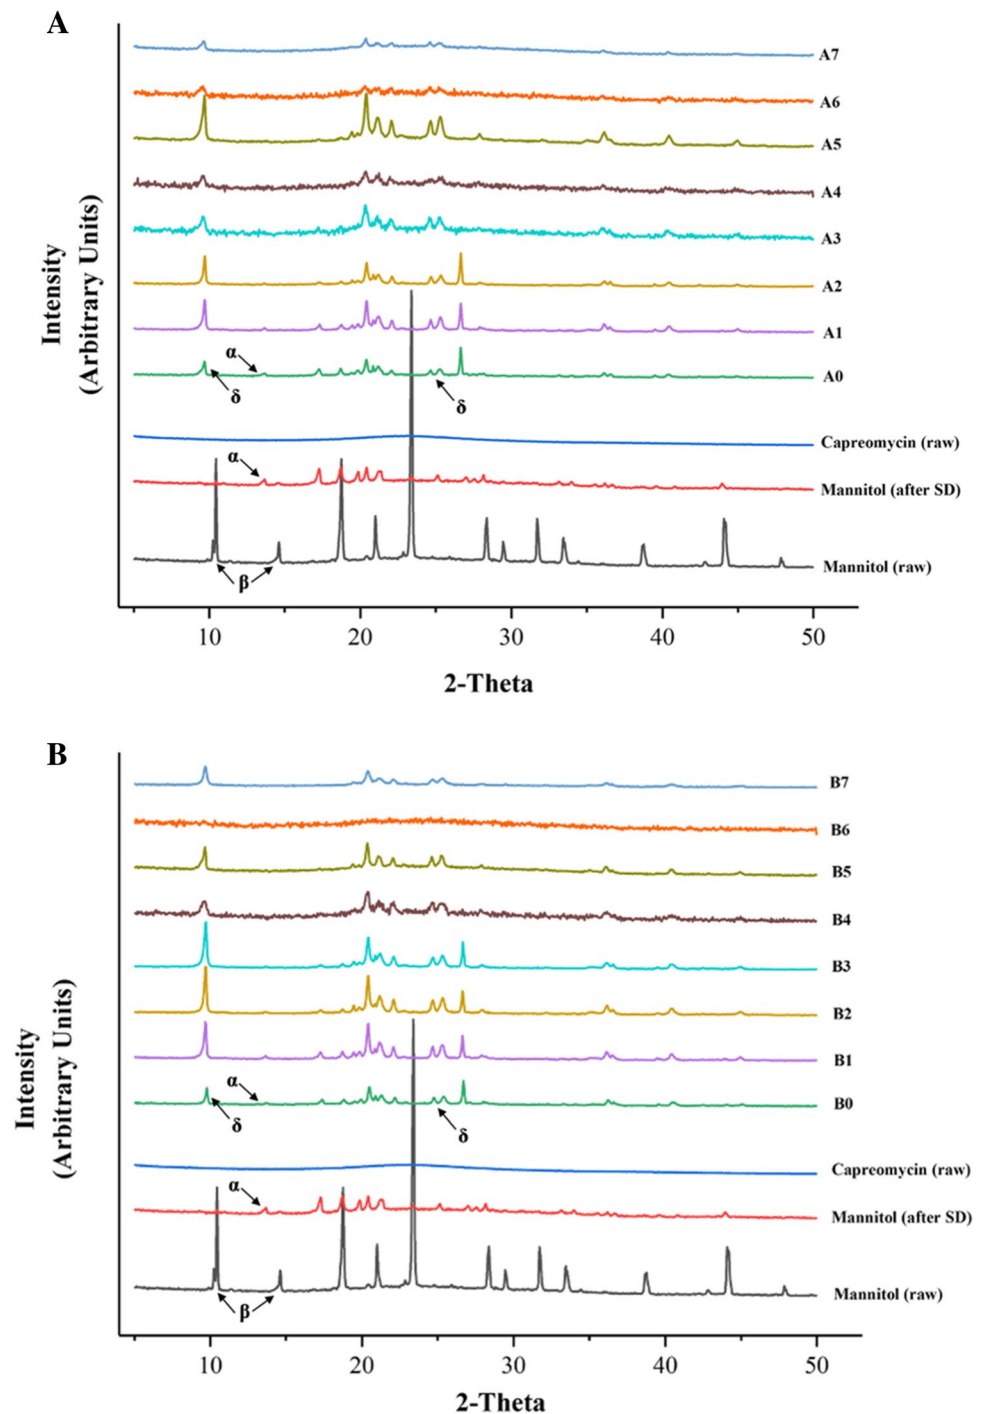 A
A7
A6
A5
A4
A3
A2
A1
α
A0
δ
δ
Capreomycin (raw)
α
Mannitol (after SD)
Mannitol (raw)
β
Intensity
(Arbitrary Units)
10 20 30 40 50
2-Theta
B
B7
B6
B5
B4
B3
B2
B1
α
B0
δ
δ
Capreomycin (raw)
α
Mannitol (after SD)
Mannitol (raw)
β
Intensity
(Arbitrary Units)
10 20 30 40 50
2-Theta